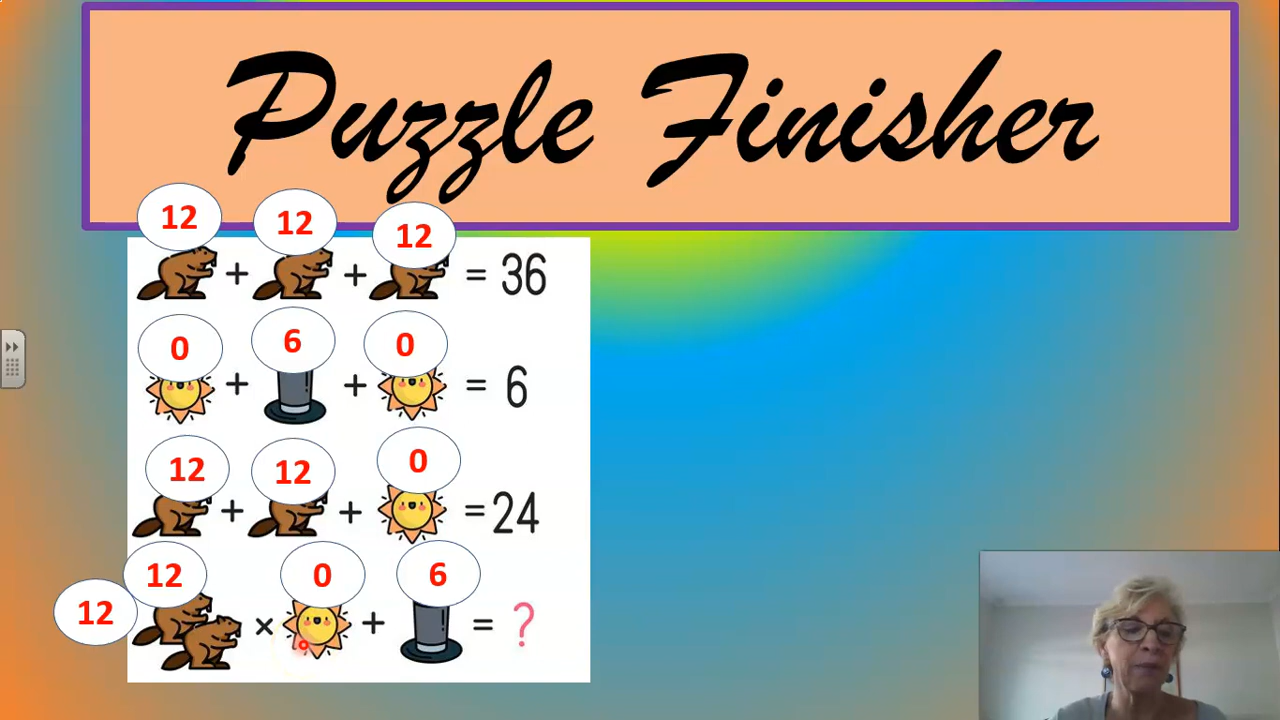 Puzzle Finisher
12 12 12
+ + = 36
0 6 0
+ + = 6
12 12 0
+ + = 24
12 12 0 6
× + = ?